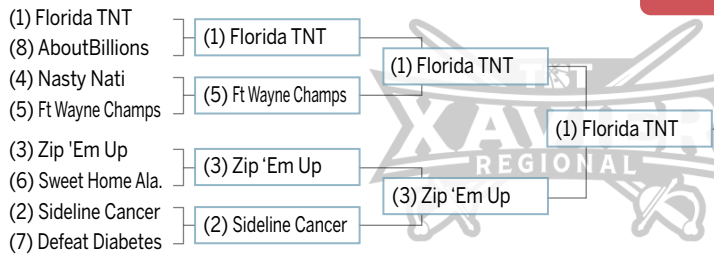 (1) Florida TNT
(8) AboutBillions
(4) Nasty Nati
(5) Ft Wayne Champs
(3) Zip 'Em Up
(6) Sweet Home Ala.
(2) Sideline Cancer
(7) Defeat Diabetes
(1) Florida TNT
(5) Ft Wayne Champs
(3) Zip ‘Em Up
(2) Sideline Cancer
(1) Florida TNT
(3) Zip ‘Em Up
(1) Florida TNT
XAVIER
REGIONAL